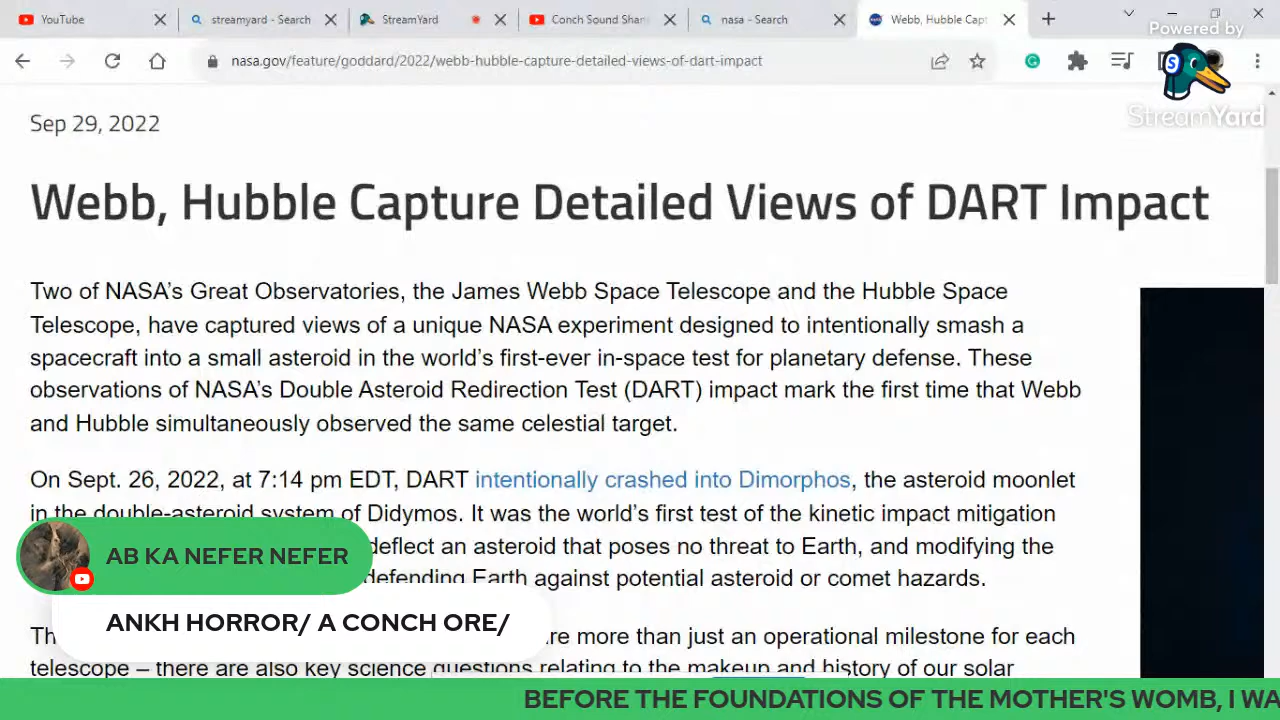 YouTube
streamyard - Search
StreamYard
Conch Sound Shan
nasa - Search
Webb, Hubble Capt
nasa.gov/feature/goddard/2022/webb-hubble-capture-detailed-views-of-dart-impact
Powered by
StreamYard
Sep 29, 2022
Webb, Hubble Capture Detailed Views of DART Impact
Two of NASA's Great Observatories, the James Webb Space Telescope and the Hubble Space
Telescope, have captured views of a unique NASA experiment designed to intentionally smash a
spacecraft into a small asteroid in the world's first-ever in-space test for planetary defense. These
observations of NASA's Double Asteroid Redirection Test (DART) impact mark the first time that Webb
and Hubble simultaneously observed the same celestial target.
On Sept. 26, 2022, at 7:14 pm EDT, DART intentionally crashed into Dimorphos, the asteroid moonlet
in the double-asteroid system of Didymos. It was the world's first test of the kinetic impact mitigation
deflect an asteroid that poses no threat to Earth, and modifying the
defending Earth against potential asteroid or comet hazards.
AB KA NEFER NEFER
ANKH HORROR/ A CONCH ORE/
Th re more than just an operational milestone for each
telescope – there are also key science questions relating to the makeup and history of our solar
BEFORE THE FOUNDATIONS OF THE MOTHER'S WOMB, I WA